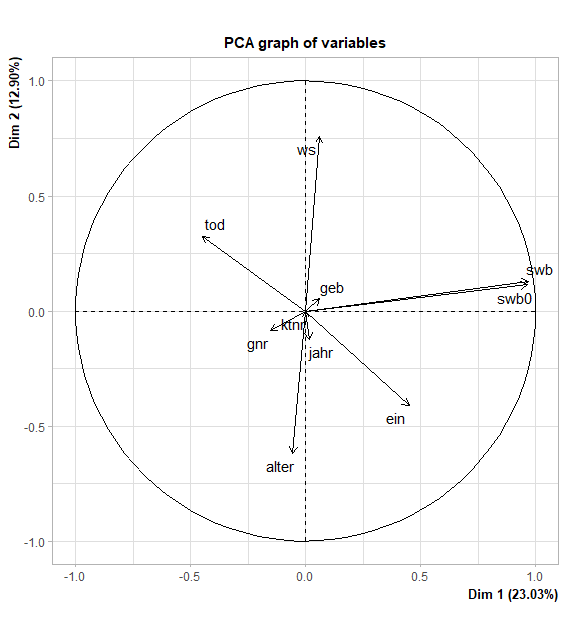 PCA graph of variables
Dim 2 (12.90%)
1.0
0.5
0.0
-0.5
-1.0
ws
tod
geb
swb
swb0
ktnr
gnr
jahr
ein
alter
-1.0
-0.5
0.0
0.5
1.0
Dim 1 (23.03%)